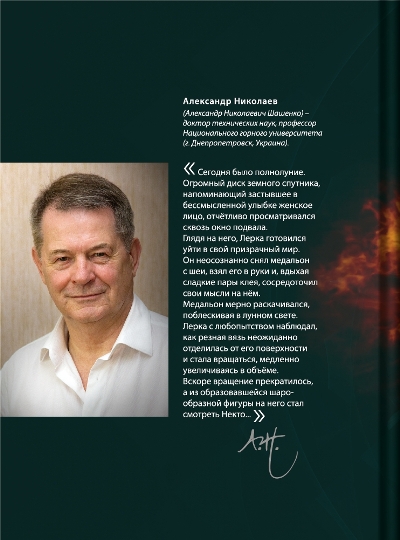 Александр Николаев
(Александр Николаевич Шашенко) –
доктор технических наук, профессор
Национального горного университета
(г. Днепропетровск, Украина).
« Сегодня было полнолуние.
Огромный диск земного спутника,
напоминающий застывшее в
бессмысленной улыбке женское
лицо, отчётливо просматривался
сквозь окно подвала.
Глядя на него, Лерка готовился
уйти в свой призрачный мир.
Он неосознанно снял медальон
с шеи, взял его в руки и, вдыхая
сладкие пары клея, сосредоточил
свои мысли на нём.
Медальон мерно раскачивался,
поблескивая в лунном свете.
Лерка с любопытством наблюдал,
как резная вязь неожиданно
отделилась от его поверхности
и стала вращаться, медленно
увеличиваясь в объёме.
Вскоре вращение прекратилось,
а из образовавшейся шаро-
образной фигуры на него стал
смотреть Некто... »
А.Н.